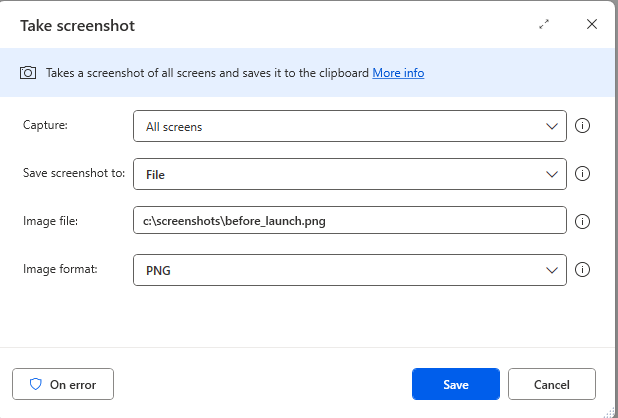 Take screenshot
Takes a screenshot of all screens and saves it to the clipboard More info
Capture: All screens
Save screenshot to: File
Image file: c:\screenshots\before_launch.png
Image format: PNG
On error Save Cancel